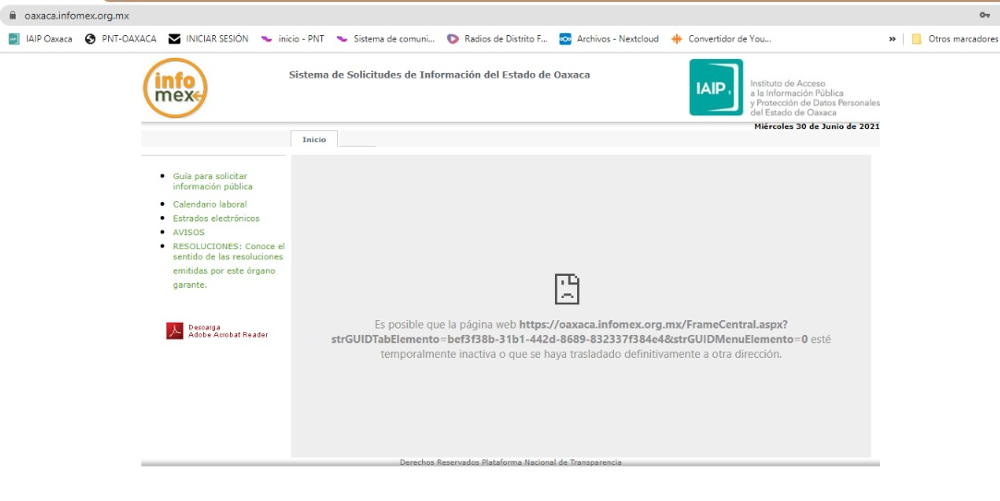 oaxaca.infomex.org.mx
IAIP Oaxaca PNT-OAXACA INICIAR SESIÓN inicio - PNT Sistema de comuni... Radios de Distrito F... Archivos - Nextcloud Convertidor de You... » Otros marcadores
info
mex
Sistema de Solicitudes de Información del Estado de Oaxaca
IAIP
Instituto de Acceso
a la Información Pública
y Protección de Datos Personales
del Estado de Oaxaca
Miércoles 30 de Junio de 2021
Inicio
Guía para solicitar
información pública
Calendario laboral
Estrados electrónicos
AVISOS
RESOLUCIONES: Conoce el
sentido de las resoluciones
emitidas por este órgano
garante.
Descarga
Adobe Acrobat Reader
Es posible que la página web https://oaxaca.infomex.org.mx/FrameCentral.aspx?
strGUIDTabElemento=bef3f38b-31b1-442d-8689-832337f384e4&strGUIDMenuElemento=0 esté
temporalmente inactiva o que se haya trasladado definitivamente a otra dirección.
Derechos Reservados Plataforma Nacional de Transparencia